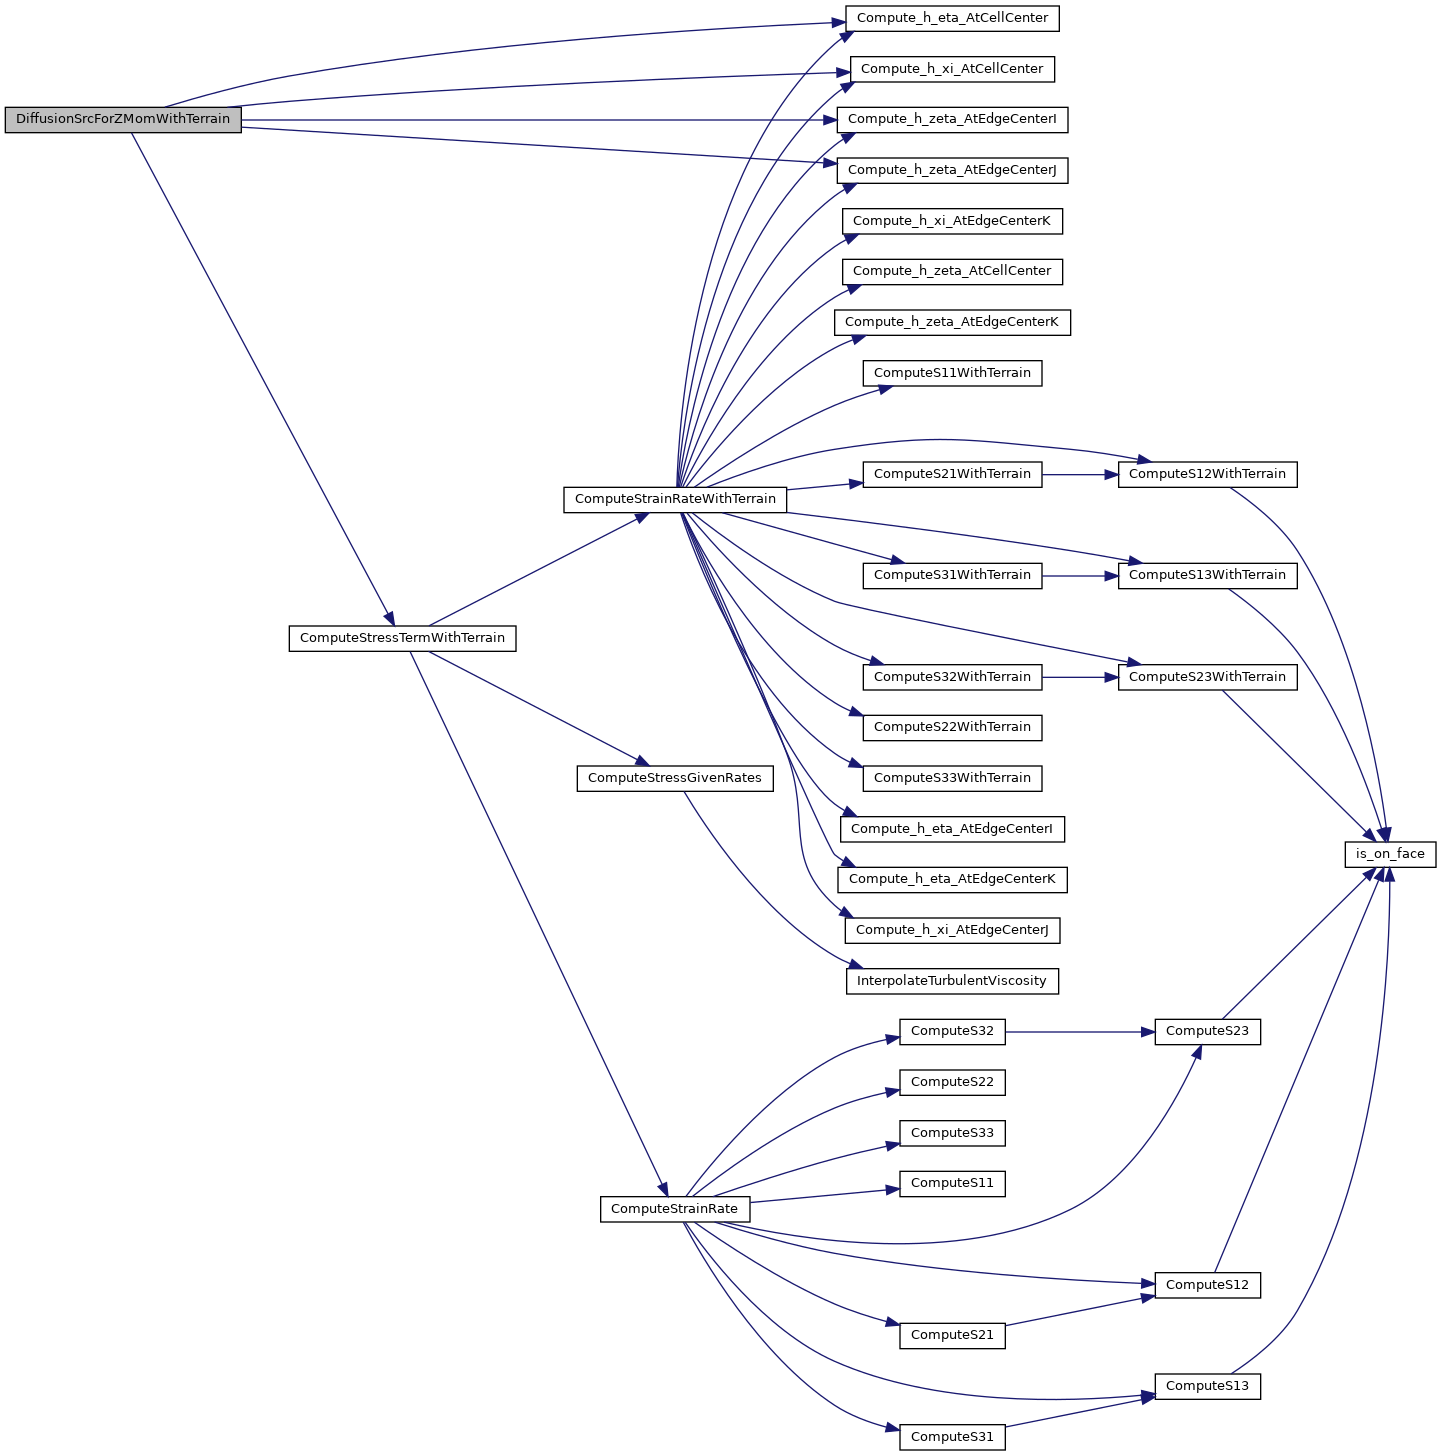 Compute_h_eta_AtCellCenter
Compute_h_xi_AtCellCenter
DiffusionSrcForZMomWithTerrain
Compute_h_zeta_AtEdgeCenterI
Compute_h_zeta_AtEdgeCenterJ
Compute_h_xi_AtEdgeCenterK
Compute_h_zeta_AtCellCenter
Compute_h_zeta_AtEdgeCenterK
ComputeS11WithTerrain
ComputeS21WithTerrain
ComputeS12WithTerrain
ComputeStrainRateWithTerrain
ComputeS31WithTerrain
ComputeS13WithTerrain
ComputeStressTermWithTerrain
ComputeS32WithTerrain
ComputeS23WithTerrain
ComputeS22WithTerrain
ComputeStressGivenRates
ComputeS33WithTerrain
Compute_h_eta_AtEdgeCenterI
is_on_face
Compute_h_eta_AtEdgeCenterK
Compute_h_xi_AtEdgeCenterJ
InterpolateTurbulentViscosity
ComputeS32
ComputeS23
ComputeS22
ComputeS33
ComputeS11
ComputeStrainRate
ComputeS12
ComputeS21
ComputeS13
ComputeS31